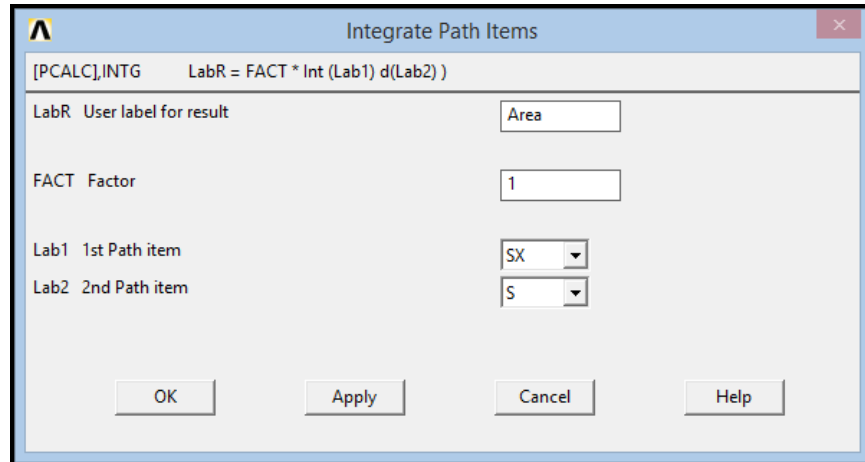 Integrate Path Items
[PCALC],INTG LabR = FACT * Int (Lab1) d(Lab2) )
LabR User label for result Area
FACT Factor 1
Lab1 1st Path item SX
Lab2 2nd Path item S
OK Apply Cancel Help